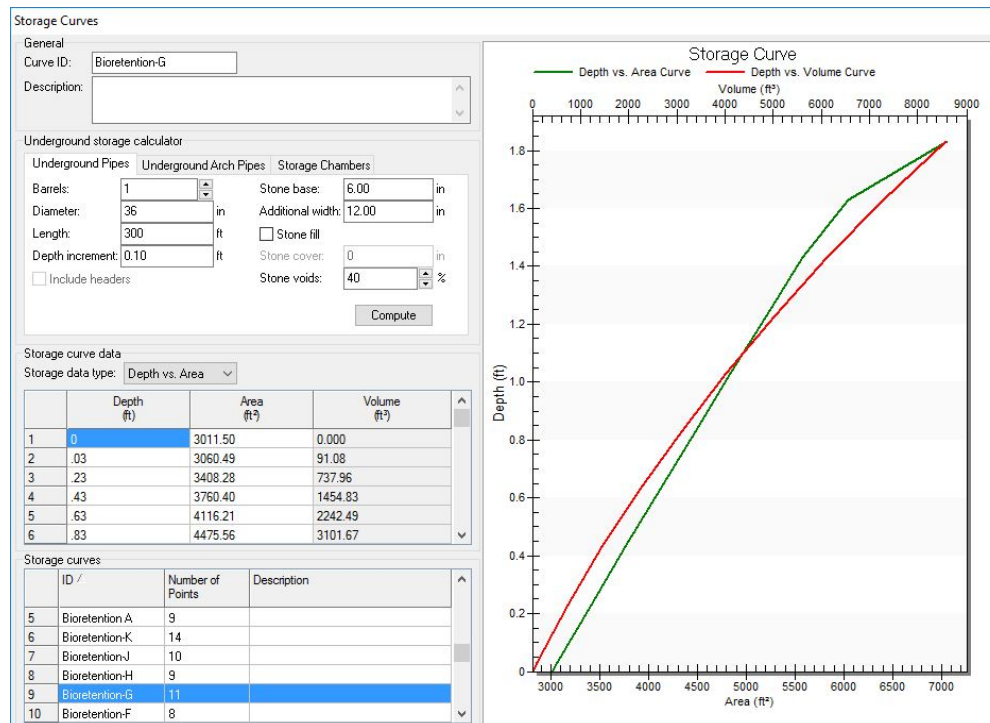 Storage Curves
General
Curve ID: Bioretention-G
Description:
Underground storage calculator
Underground Pipes Underground Arch Pipes Storage Chambers
Barrels: 1 Stone base: 6.00 in
Diameter: 36 in Additional width: 12.00 in
Length: 300 ft Stone fill
Depth increment: 0.10 ft Stone cover: 0 in
Include headers Stone voids: 40 %
Compute
Storage curve data
Storage data type: Depth vs. Area
Depth (ft) Area (ft²) Volume (ft³)
1 0 3011.50 0.000
2 .03 3060.49 91.08
3 .23 3408.28 737.96
4 .43 3760.40 1454.83
5 .63 4116.21 2242.49
6 .83 4475.56 3101.67
Storage curves
ID / Number of Points Description
5 Bioretention A 9
6 Bioretention-K 14
7 Bioretention-J 10
8 Bioretention-H 9
9 Bioretention-G 11
10 Bioretention-F 8
Storage Curve
Depth vs. Area Curve Depth vs. Volume Curve
Volume (ft³)
0 1000 2000 3000 4000 5000 6000 7000 8000 9000
1.8
1.6
1.4
1.2
1.0
0.8
0.6
0.4
0.2
0
Depth (ft)
3000 3500 4000 4500 5000 5500 6000 6500 7000
Area (ft²)